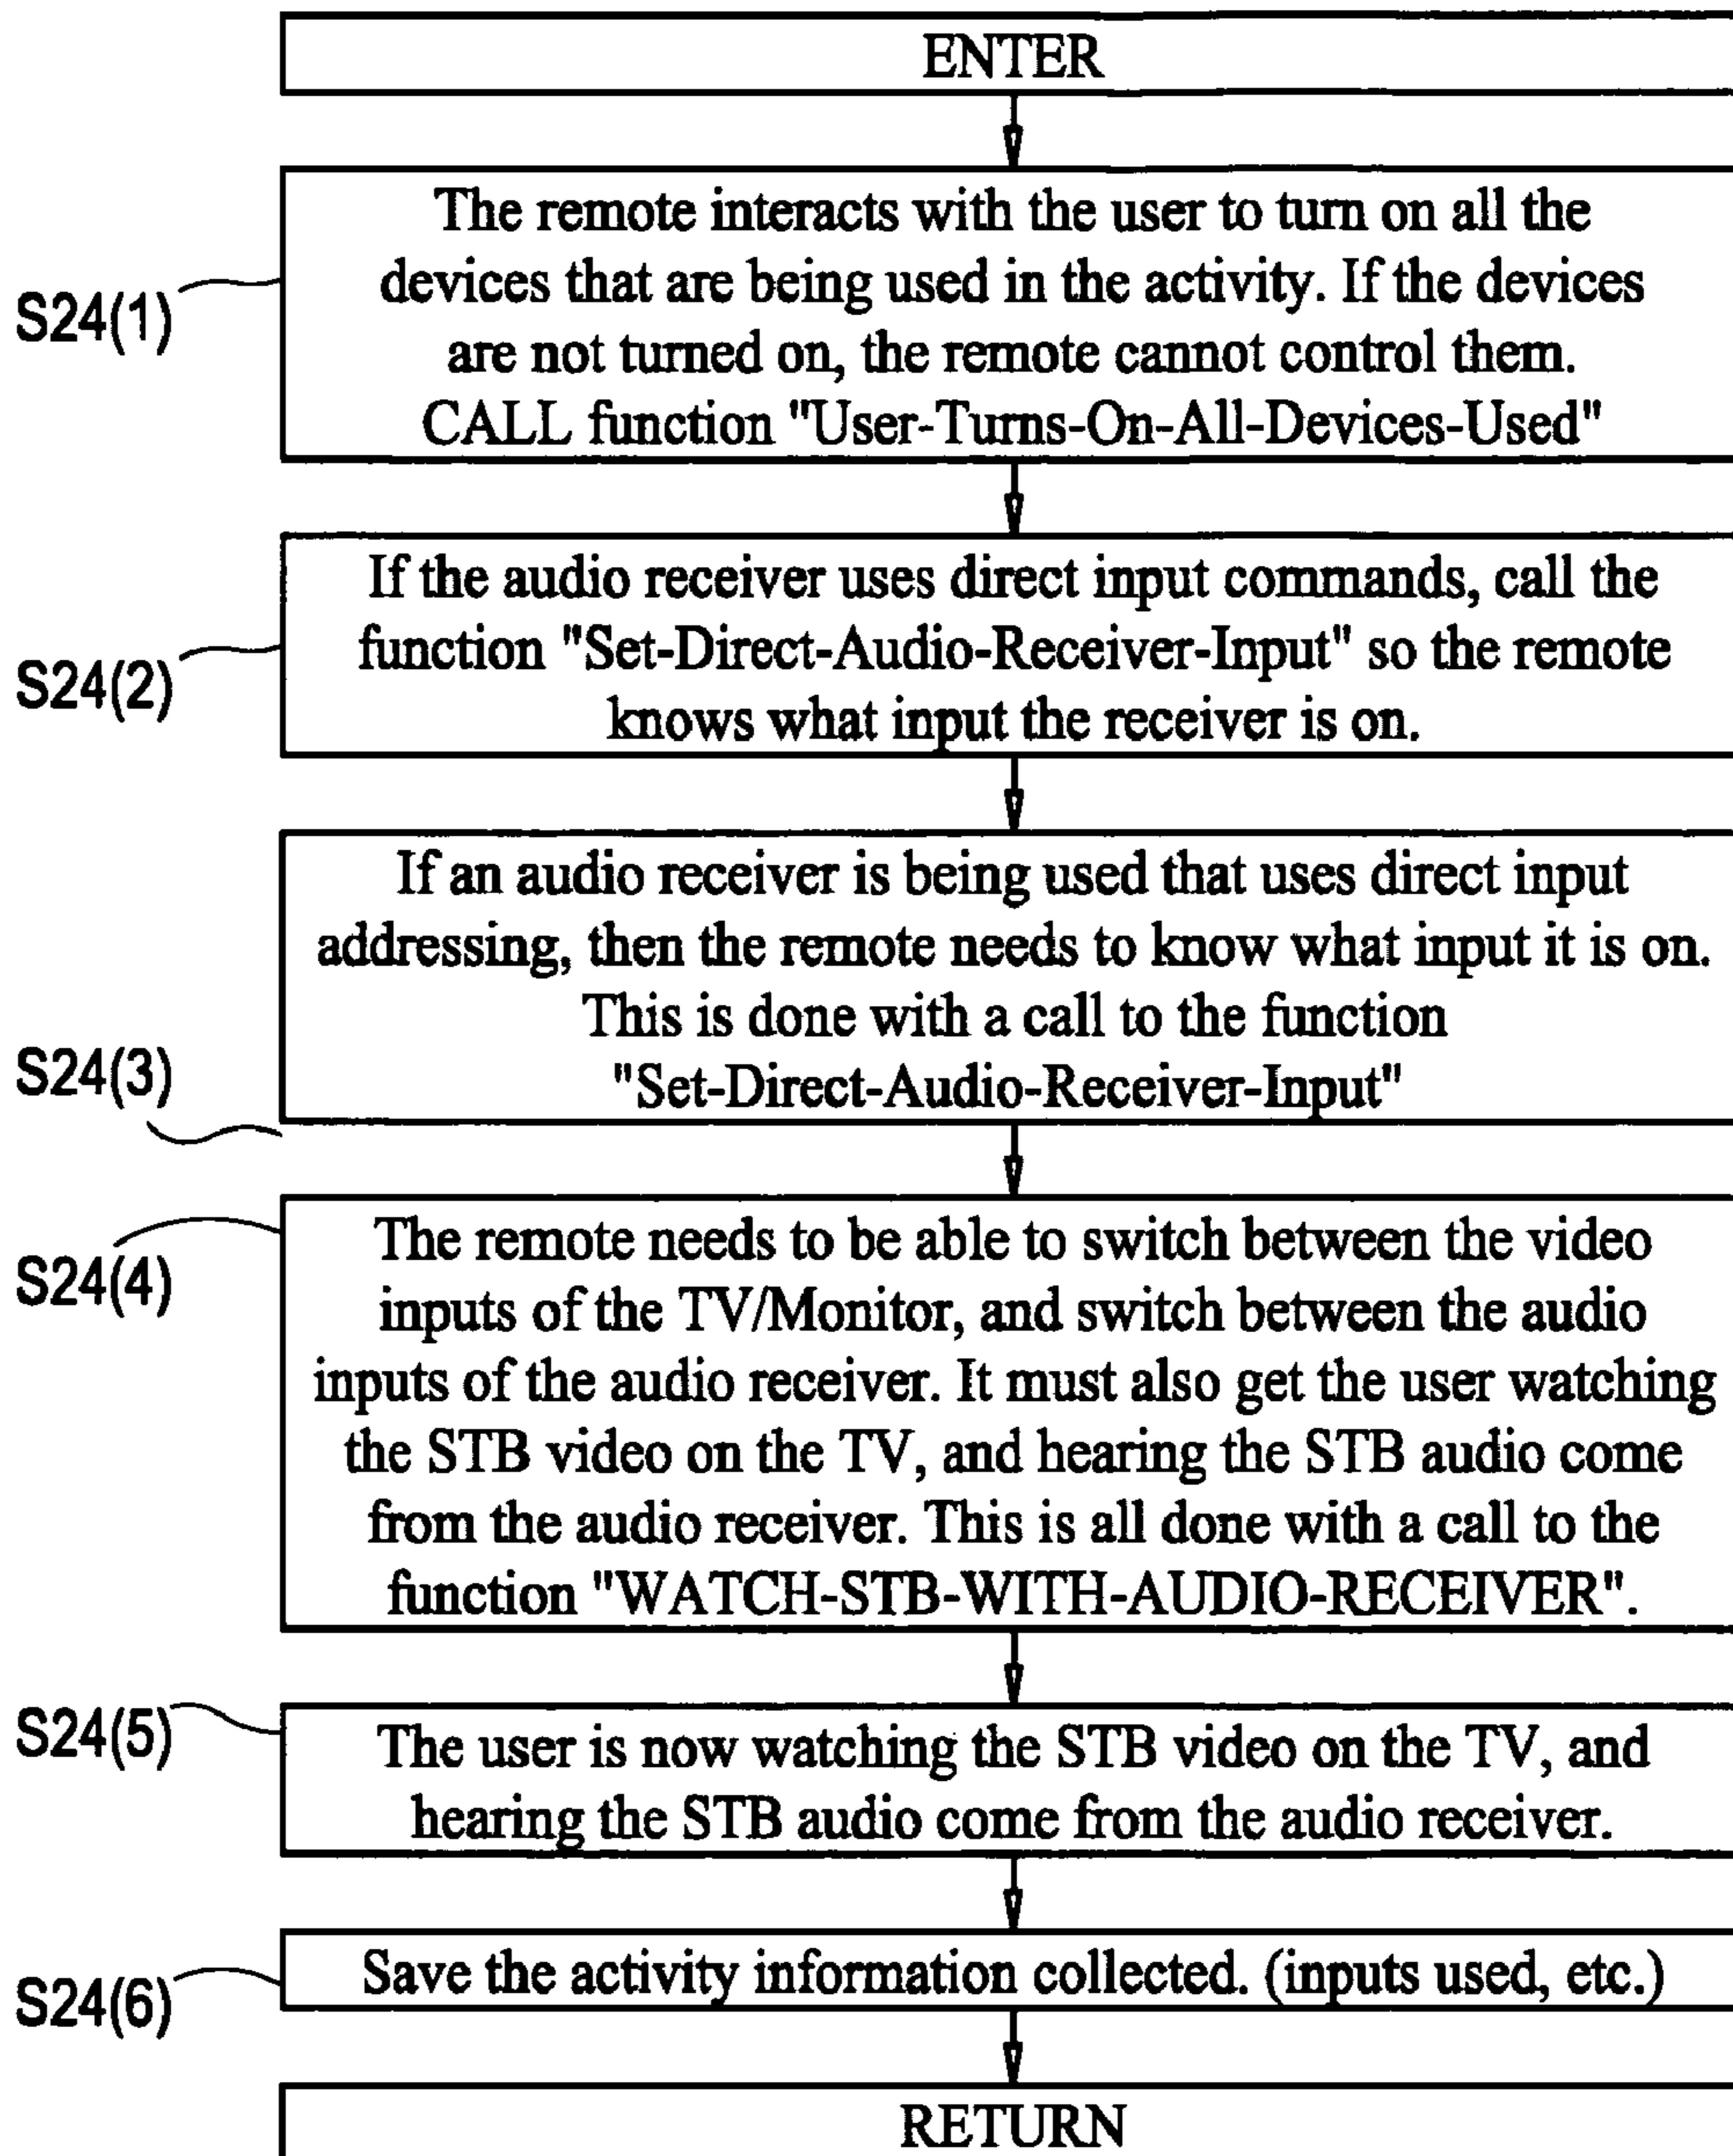 ENTER
S24(1)
The remote interacts with the user to turn on all the
devices that are being used in the activity. If the devices
are not turned on, the remote cannot control them.
CALL function "User-Turns-On-All-Devices-Used"
S24(2)
If the audio receiver uses direct input commands, call the
function "Set-Direct-Audio-Receiver-Input" so the remote
knows what input the receiver is on.
S24(3)
If an audio receiver is being used that uses direct input
addressing, then the remote needs to know what input it is on.
This is done with a call to the function
"Set-Direct-Audio-Receiver-Input"
S24(4)
The remote needs to be able to switch between the video
inputs of the TV/Monitor, and switch between the audio
inputs of the audio receiver. It must also get the user watching
the STB video on the TV, and hearing the STB audio come
from the audio receiver. This is all done with a call to the
function "WATCH-STB-WITH-AUDIO-RECEIVER".
S24(5)
The user is now watching the STB video on the TV, and
hearing the STB audio come from the audio receiver.
S24(6)
Save the activity information collected. (inputs used, etc.)
RETURN